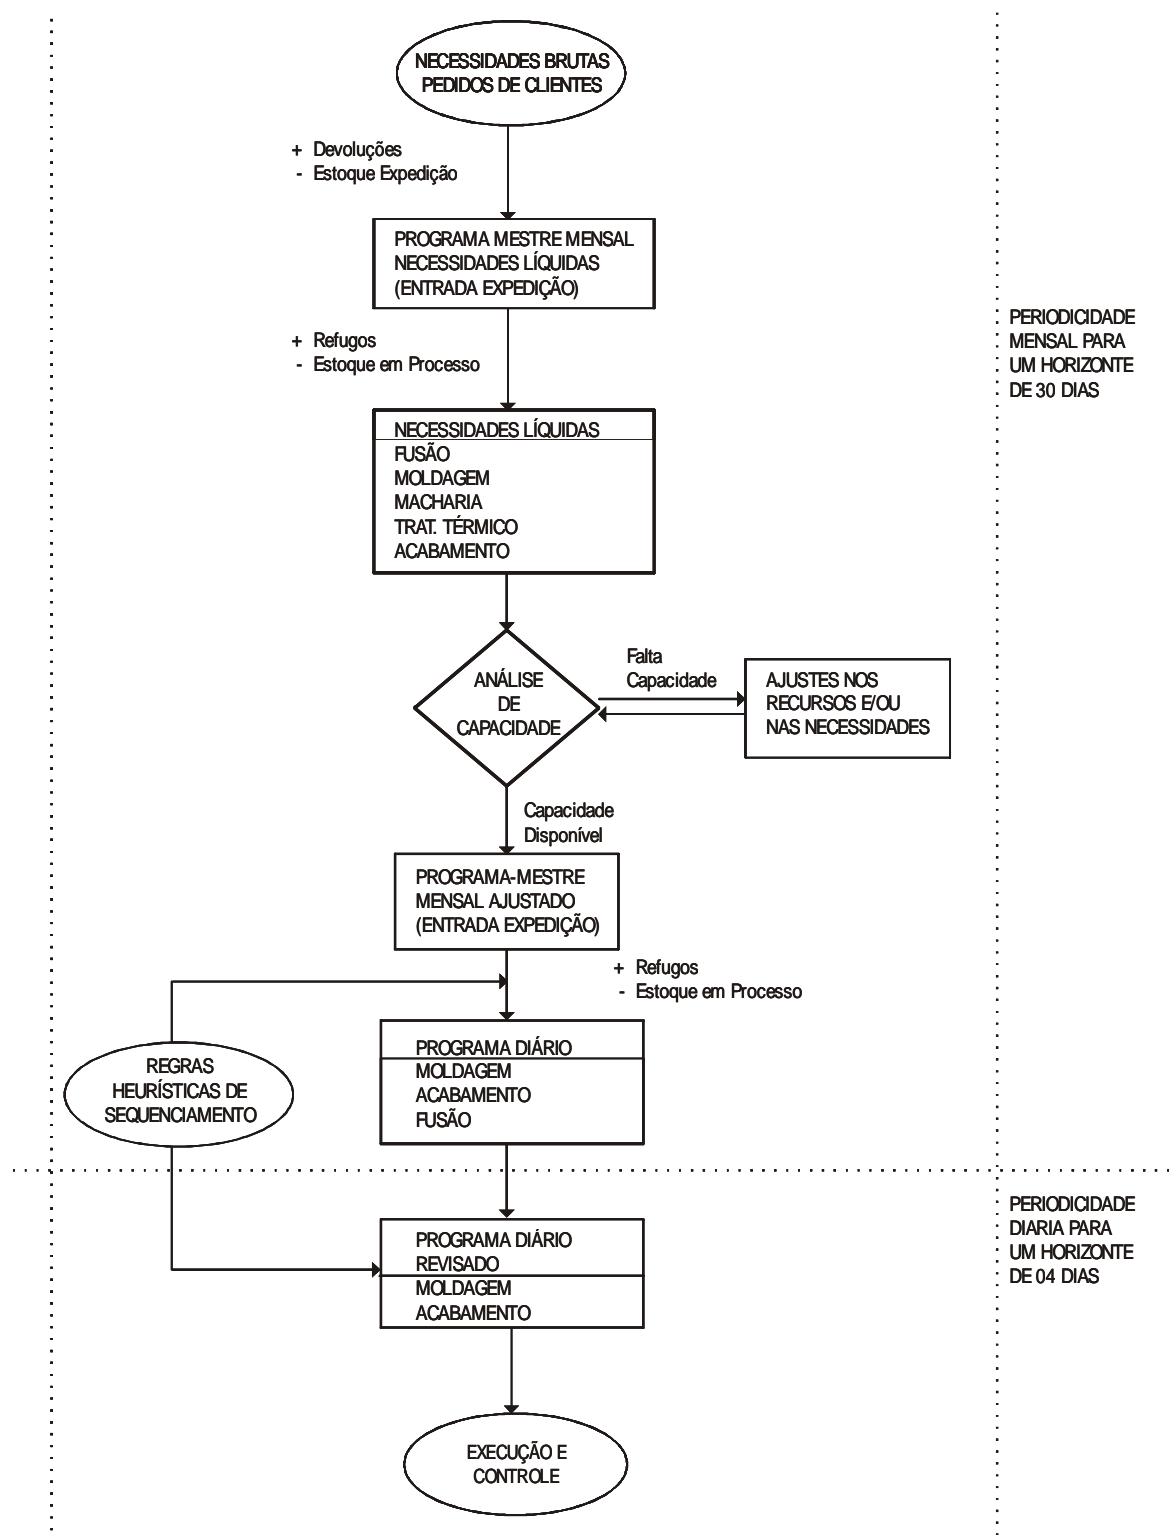 NECESSIDADES BRUTAS
PEDIDOS DE CLIENTES
+ Devoluções
- Estoque Expedição
PROGRAMA MESTRE MENSAL
NECESSIDADES LÍQUIDAS
(ENTRADA EXPEDIÇÃO)
PERIODICIDADE
MENSAL PARA
UM HORIZONTE
DE 30 DIAS
+ Refugos
- Estoque em Processo
NECESSIDADES LÍQUIDAS
FUSÃO
MOLDAGEM
MACHARIA
TRAT. TÉRMICO
ACABAMENTO
ANÁLISE
DE
CAPACIDADE
Falta
Capacidade
AJUSTES NOS
RECURSOS E/OU
NAS NECESSIDADES
Capacidade
Disponível
PROGRAMA-MESTRE
MENSAL AJUSTADO
(ENTRADA EXPEDIÇÃO)
+ Refugos
- Estoque em Processo
REGRAS
HEURÍSTICAS DE
SEQUENCIAMENTO
PROGRAMA DIÁRIO
MOLDAGEM
ACABAMENTO
FUSÃO
PERIODICIDADE
DIARIA PARA
UM HORIZONTE
DE 04 DIAS
PROGRAMA DIÁRIO
REVISADO
MOLDAGEM
ACABAMENTO
EXECUÇÃO E
CONTROLE